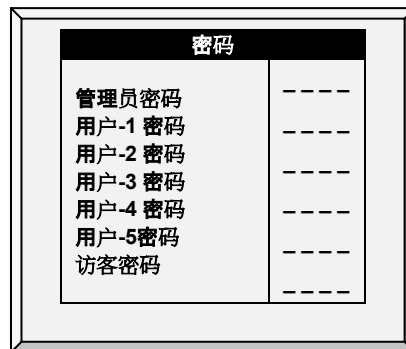 密码
管理员密码 _ _ _ _
用户-1 密码 _ _ _ _
用户-2 密码 _ _ _ _
用户-3 密码 _ _ _ _
用户-4 密码 _ _ _ _
用户-5密码 _ _ _ _
访客密码